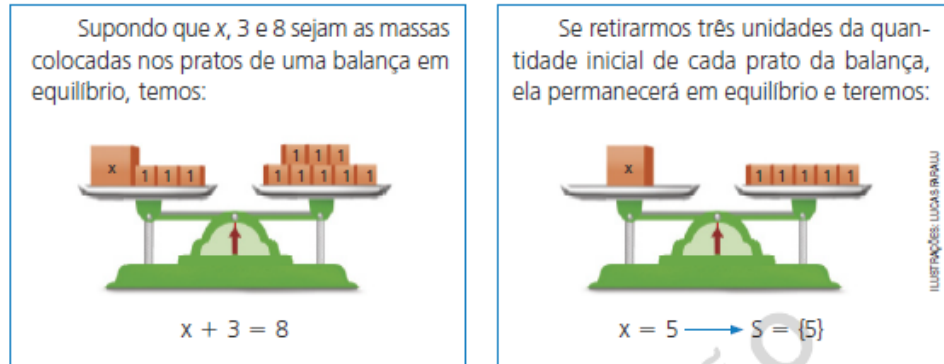 Supondo que x, 3 e 8 sejam as massas
colocadas nos pratos de uma balança em
equilíbrio, temos:
x 1 1 1
1 1 1
1 1 1 1 1
x + 3 = 8
Se retirarmos três unidades da quan-
tidade inicial de cada prato da balança,
ela permanecerá em equilíbrio e teremos:
x
1 1 1 1 1
x = 5 → S = {5}
ILUSTRAÇÕES: LUCAS FARAUJ